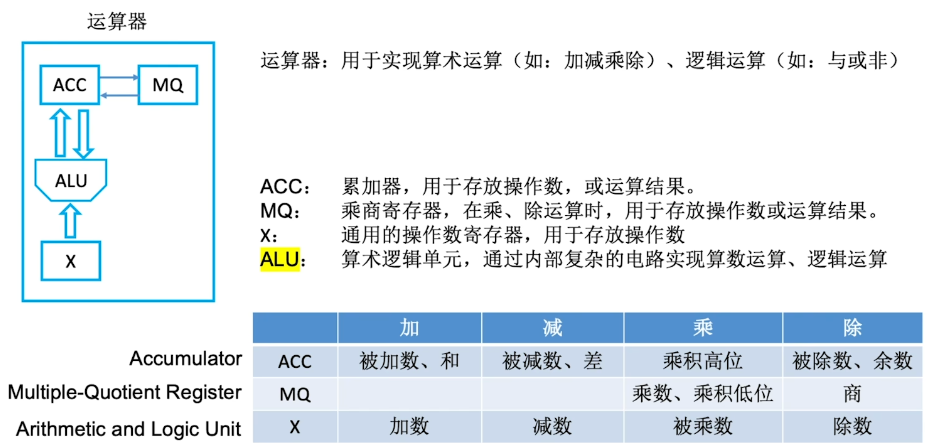 运算器
ACC
MQ
ALU
X
运算器：用于实现算术运算（如：加减乘除）、逻辑运算（如：与或非）
ACC： 累加器，用于存放操作数，或运算结果。
MQ： 乘商寄存器，在乘、除运算时，用于存放操作数或运算结果。
X： 通用的操作数寄存器，用于存放操作数
ALU： 算术逻辑单元，通过内部复杂的电路实现算数运算、逻辑运算
加 减 乘 除
Accumulator ACC 被加数、和 被减数、差 乘积高位 被除数、余数
Multiple-Quotient Register MQ 乘数、乘积低位 商
Arithmetic and Logic Unit X 加数 减数 被乘数 除数